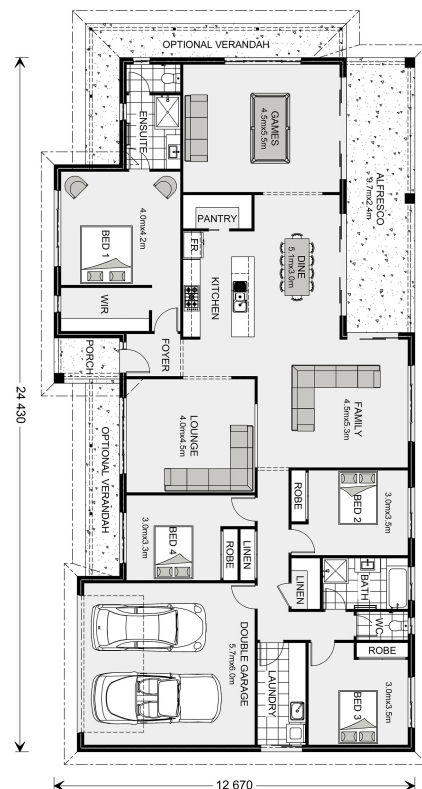 OPTIONAL VERANDAH
ENSUITE
GAMES
4.5mx5.5m
ALFRESCO
9.7mx2.4m
BED 1
4.0mx4.2m
PANTRY
FR
DINE
5.1mx3.0m
KITCHEN
WIR
PORCH
FOYER
LOUNGE
4.0mx4.5m
FAMILY
4.5mx5.3m
OPTIONAL VERANDAH
24 430
BED 4
3.0mx3.3m
ROBE
LINEN
ROBE
BED 2
3.0mx3.5m
LINEN
BATH
WC
DOUBLE GARAGE
5.7mx6.0m
LAUNDRY
ROBE
BED 3
3.0mx3.5m
12 670